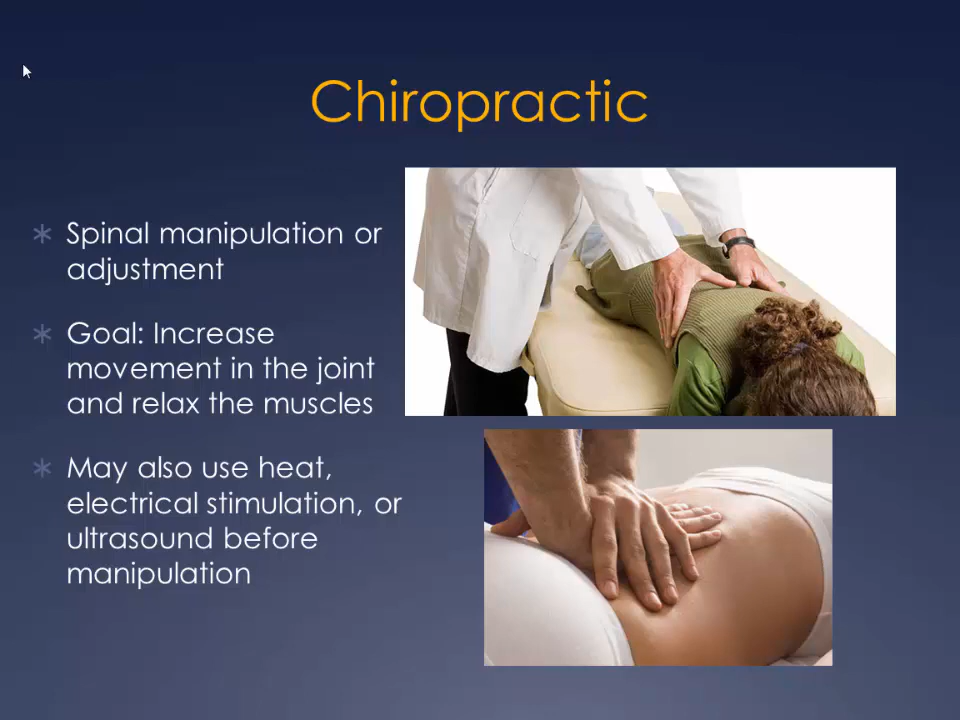 Chiropractic
Spinal manipulation or
adjustment
Goal: Increase
movement in the joint
and relax the muscles
May also use heat,
electrical stimulation, or
ultrasound before
manipulation